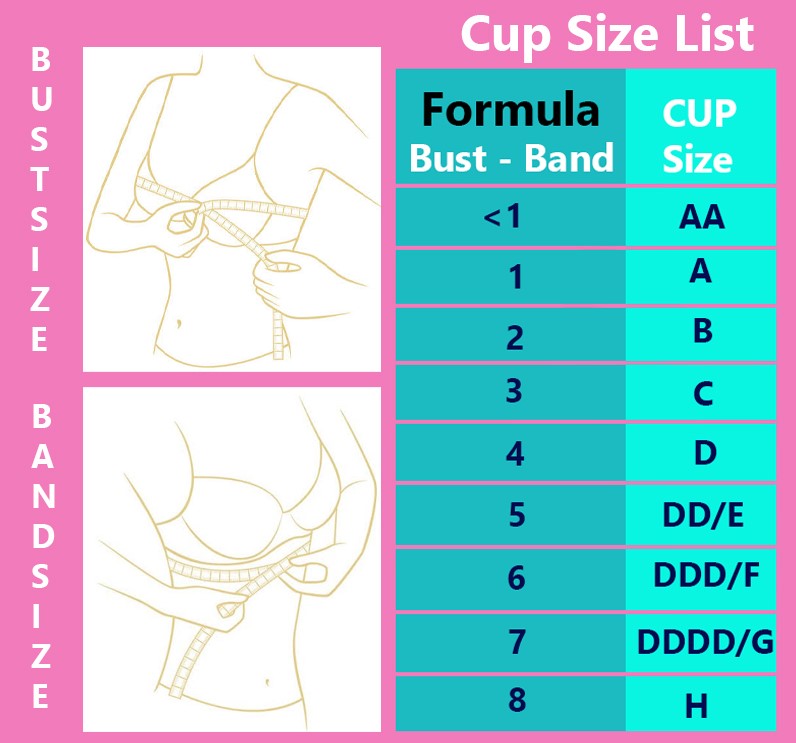 BUST SIZE
BAND SIZE
Cup Size List
Formula
Bust - Band
CUP
Size
<1 AA
1 A
2 B
3 C
4 D
5 DD/E
6 DDD/F
7 DDDD/G
8 H